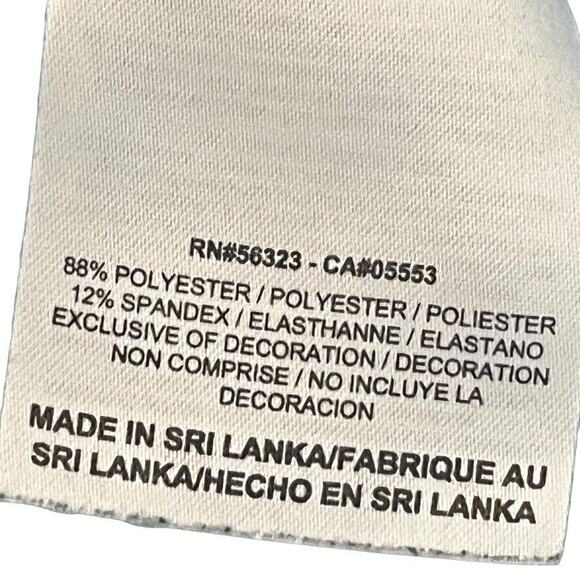 RN#56323 - CA#05553
88% POLYESTER / POLYESTER / POLIESTER
12% SPANDEX / ELASTHANNE / ELASTANO
EXCLUSIVE OF DECORATION / DECORATION
NON COMPRISE / NO INCLUYE LA
DECORACION
MADE IN SRI LANKA/FABRIQUE AU
SRI LANKA/HECHO EN SRI LANKA